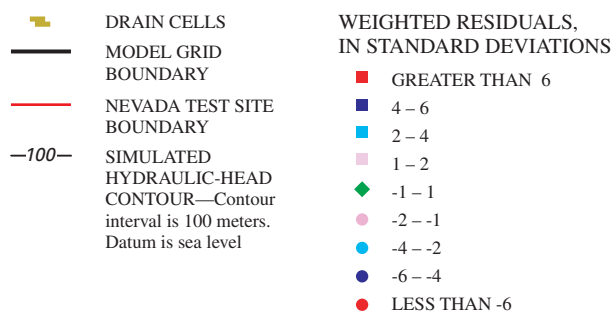 DRAIN CELLS
MODEL GRID
BOUNDARY
NEVADA TEST SITE
BOUNDARY
—100— SIMULATED
HYDRAULIC-HEAD
CONTOUR—Contour
interval is 100 meters.
Datum is sea level
WEIGHTED RESIDUALS,
IN STANDARD DEVIATIONS
GREATER THAN 6
4 – 6
2 – 4
1 – 2
-1 – 1
-2 – -1
-4 – -2
-6 – -4
LESS THAN -6